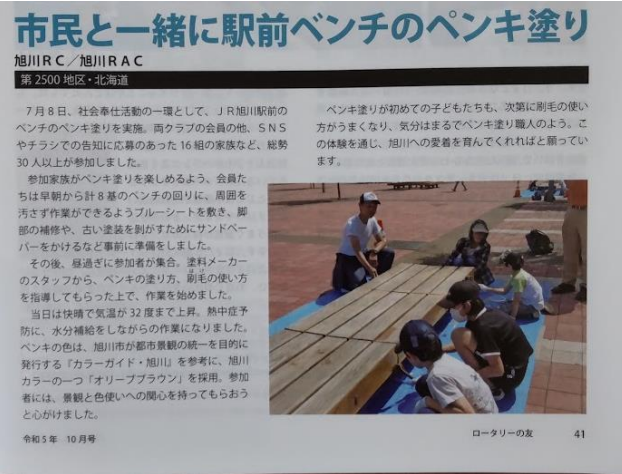 市民と一緒に駅前ベンチのペンキ塗り
旭川RC/旭川RAC
第2500地区・北海道
7月8日、社会奉仕活動の一環として、JR旭川駅前の
ベンチのペンキ塗りを実施。両クラブの会員の他、SNS
やチラシでの告知に応募のあった16組の家族など、総勢
30人以上が参加しました。
参加家族がペンキ塗りを楽しめるよう、会員た
ちは早朝から計8基のベンチの回りに、周囲を
汚さず作業ができるようブルーシートを敷き、脚
部の補修や、古い塗装を剥がすためにサンドペー
パーをかけるなど事前に準備をしました。
その後、昼過ぎに参加者が集合。塗料メーカー
のスタッフから、ベンチの塗り方、刷毛の使い方
を指導してもらった上で、作業を始めました。
当日は快晴で気温が32度まで上昇。熱中症予
防に、水分補給をしながらの作業になりました。
ペンキの色は、旭川市が都市景観の統一を目的に
発行する『カラーガイド・旭川』を参考に、旭川
カラーの一つ「オリーブブラウン」を採用。参加
者には、景観と色使いへの関心を持ってもらおう
と心がけました。
ペンキ塗りが初めての子どもたちも、次第に刷毛の使い
方がうまくなり、気分はまるでペンキ塗り職人のよう。こ
の体験を通じ、旭川への愛着を育んでくれればと願ってい
ます。
令和5年 10月号
ロータリーの友 41